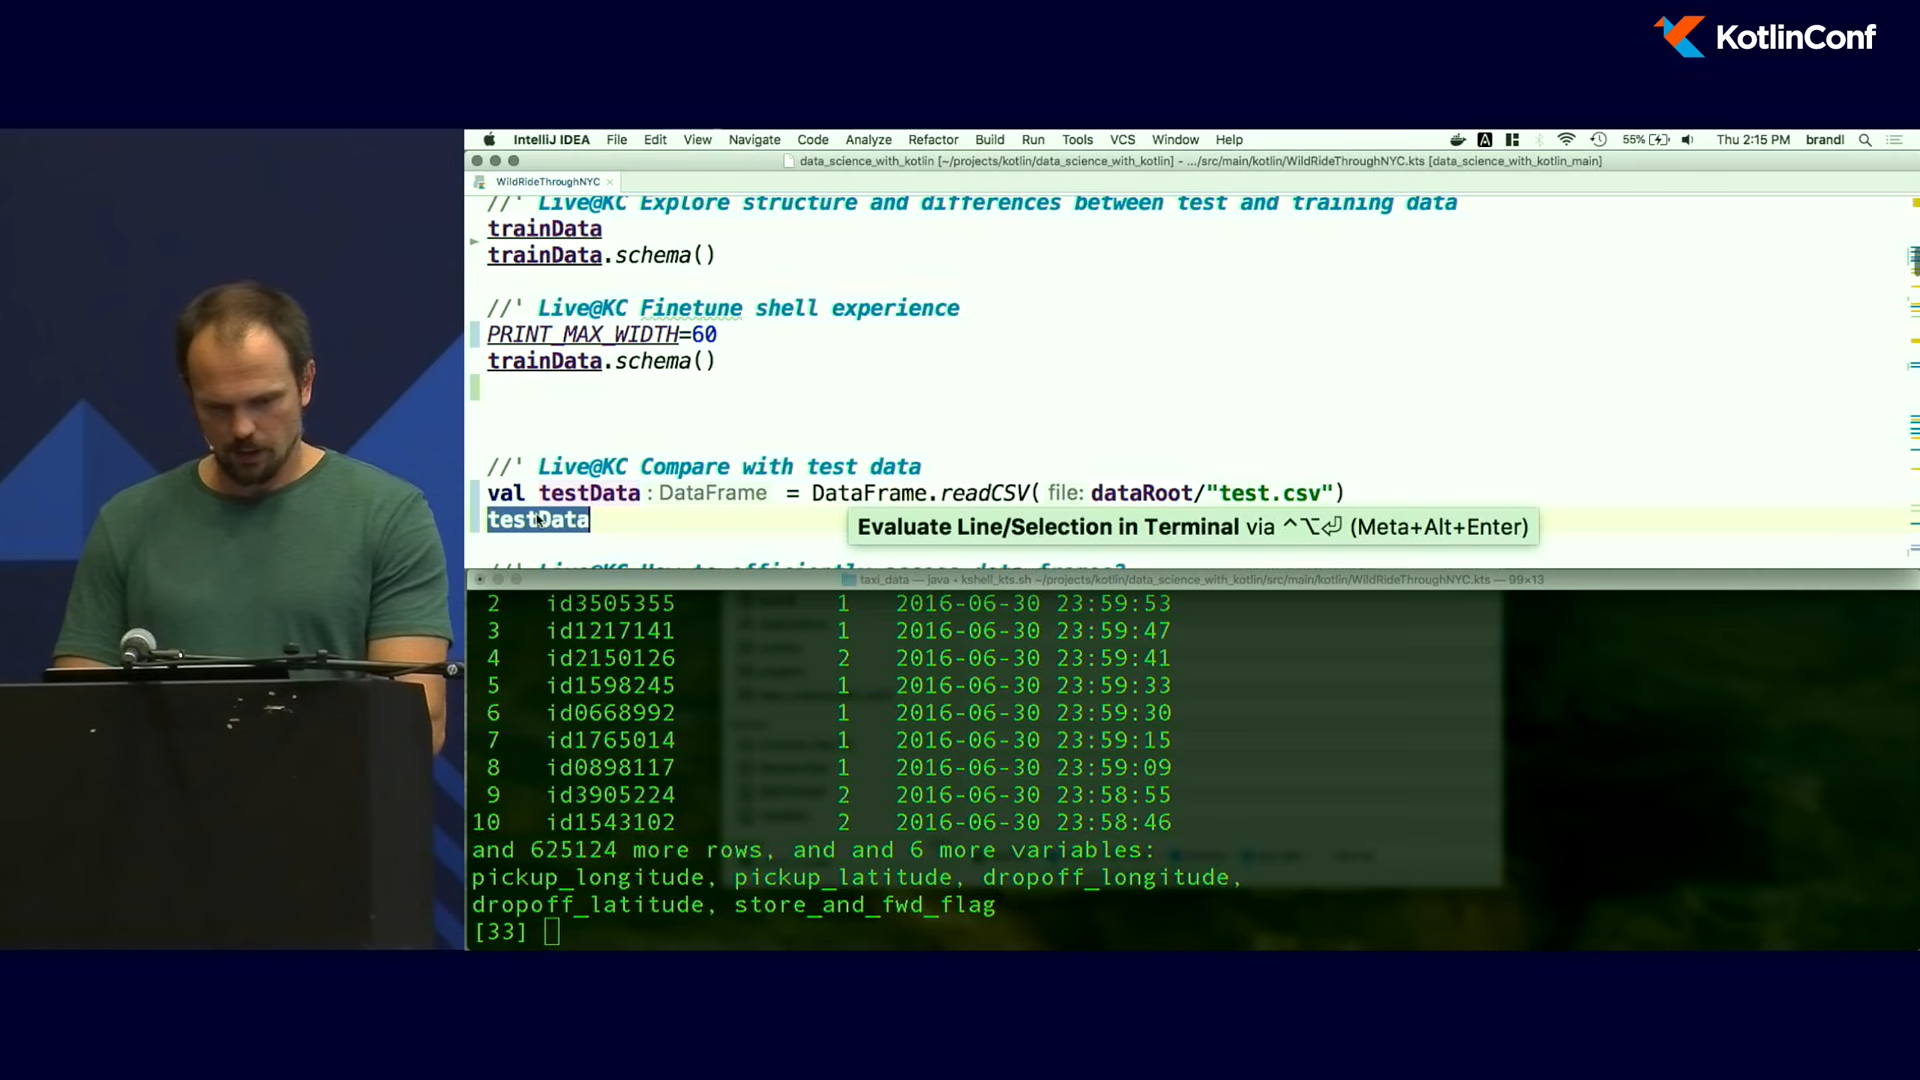 KotlinConf
IntelliJ IDEA File Edit View Navigate Code Analyze Refactor Build Run Tools VCS Window Help A 55% Thu 2:15 PM brandl
data_science_with_kotlin [~/projects/kotlin/data_science_with_kotlin] - .../src/main/kotlin/WildRideThroughNYC.kts [data_science_with_kotlin_main]
WildRideThroughNYC
//' Live@KC Explore structure and differences between test and training data
trainData
trainData.schema()
//' Live@KC Finetune shell experience
PRINT_MAX_WIDTH=60
trainData.schema()
//' Live@KC Compare with test data
val testData : DataFrame = DataFrame.readCSV( file: dataRoot/"test.csv")
testData
Evaluate Line/Selection in Terminal via ^⌥⏎ (Meta+Alt+Enter)
//' Live@KC How to efficiently access data frames?
taxi_data — java • kshell_kts.sh ~/projects/kotlin/data_science_with_kotlin/src/main/kotlin/WildRideThroughNYC.kts — 99×13
2 id3505355 1 2016-06-30 23:59:53
3 id1217141 1 2016-06-30 23:59:47
4 id2150126 2 2016-06-30 23:59:41
5 id1598245 1 2016-06-30 23:59:33
6 id0668992 1 2016-06-30 23:59:30
7 id1765014 1 2016-06-30 23:59:15
8 id0898117 1 2016-06-30 23:59:09
9 id3905224 2 2016-06-30 23:58:55
10 id1543102 2 2016-06-30 23:58:46
and 625124 more rows, and and 6 more variables:
pickup_longitude, pickup_latitude, dropoff_longitude,
dropoff_latitude, store_and_fwd_flag
[33]